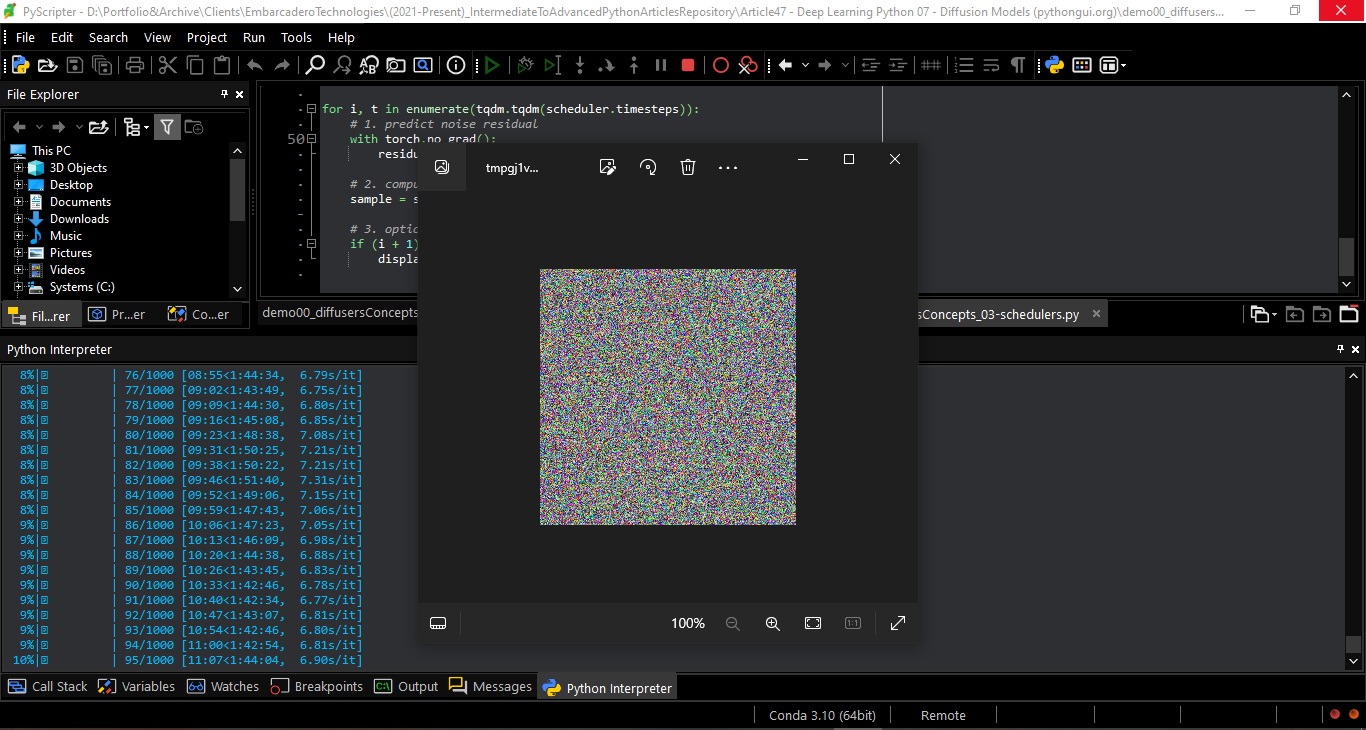 PyScripter - D:\Portfolio&Archive\Clients\EmbarcaderoTechnologies\(2021-Present)_IntermediateToAdvancedPythonArticlesRepository\Article47 - Deep Learning Python 07 - Diffusion Models (pythongui.org)\demo00_diffusers...
File Edit Search View Project Run Tools Help
File Explorer
This PC
3D Objects
Desktop
Documents
Downloads
Music
Pictures
Videos
Systems (C:)
Fil...rer Pr...er Co...er
for i, t in enumerate(tqdm.tqdm(scheduler.timesteps)):
# 1. predict noise residual
50 with torch.no_grad():
residu
# 2. compu
sample = s
# 3. optio
if (i + 1)
displa
demo00_diffusersConcepts
sConcepts_03-schedulers.py
tmpgj1v...
100%
1:1
Python Interpreter
8%| | 76/1000 [08:55<1:44:34, 6.79s/it]
8%| | 77/1000 [09:02<1:43:49, 6.75s/it]
8%| | 78/1000 [09:09<1:44:30, 6.80s/it]
8%| | 79/1000 [09:16<1:45:08, 6.85s/it]
8%| | 80/1000 [09:23<1:48:38, 7.08s/it]
8%| | 81/1000 [09:31<1:50:25, 7.21s/it]
8%| | 82/1000 [09:38<1:50:22, 7.21s/it]
8%| | 83/1000 [09:46<1:51:40, 7.31s/it]
8%| | 84/1000 [09:52<1:49:06, 7.15s/it]
8%| | 85/1000 [09:59<1:47:43, 7.06s/it]
9%| | 86/1000 [10:06<1:47:23, 7.05s/it]
9%| | 87/1000 [10:13<1:46:09, 6.98s/it]
9%| | 88/1000 [10:20<1:44:38, 6.88s/it]
9%| | 89/1000 [10:26<1:43:45, 6.83s/it]
9%| | 90/1000 [10:33<1:42:46, 6.78s/it]
9%| | 91/1000 [10:40<1:42:34, 6.77s/it]
9%| | 92/1000 [10:47<1:43:07, 6.81s/it]
9%| | 93/1000 [10:54<1:42:46, 6.80s/it]
9%| | 94/1000 [11:00<1:42:54, 6.81s/it]
10%| | 95/1000 [11:07<1:44:04, 6.90s/it]
Call Stack Variables Watches Breakpoints Output Messages Python Interpreter
Conda 3.10 (64bit) Remote